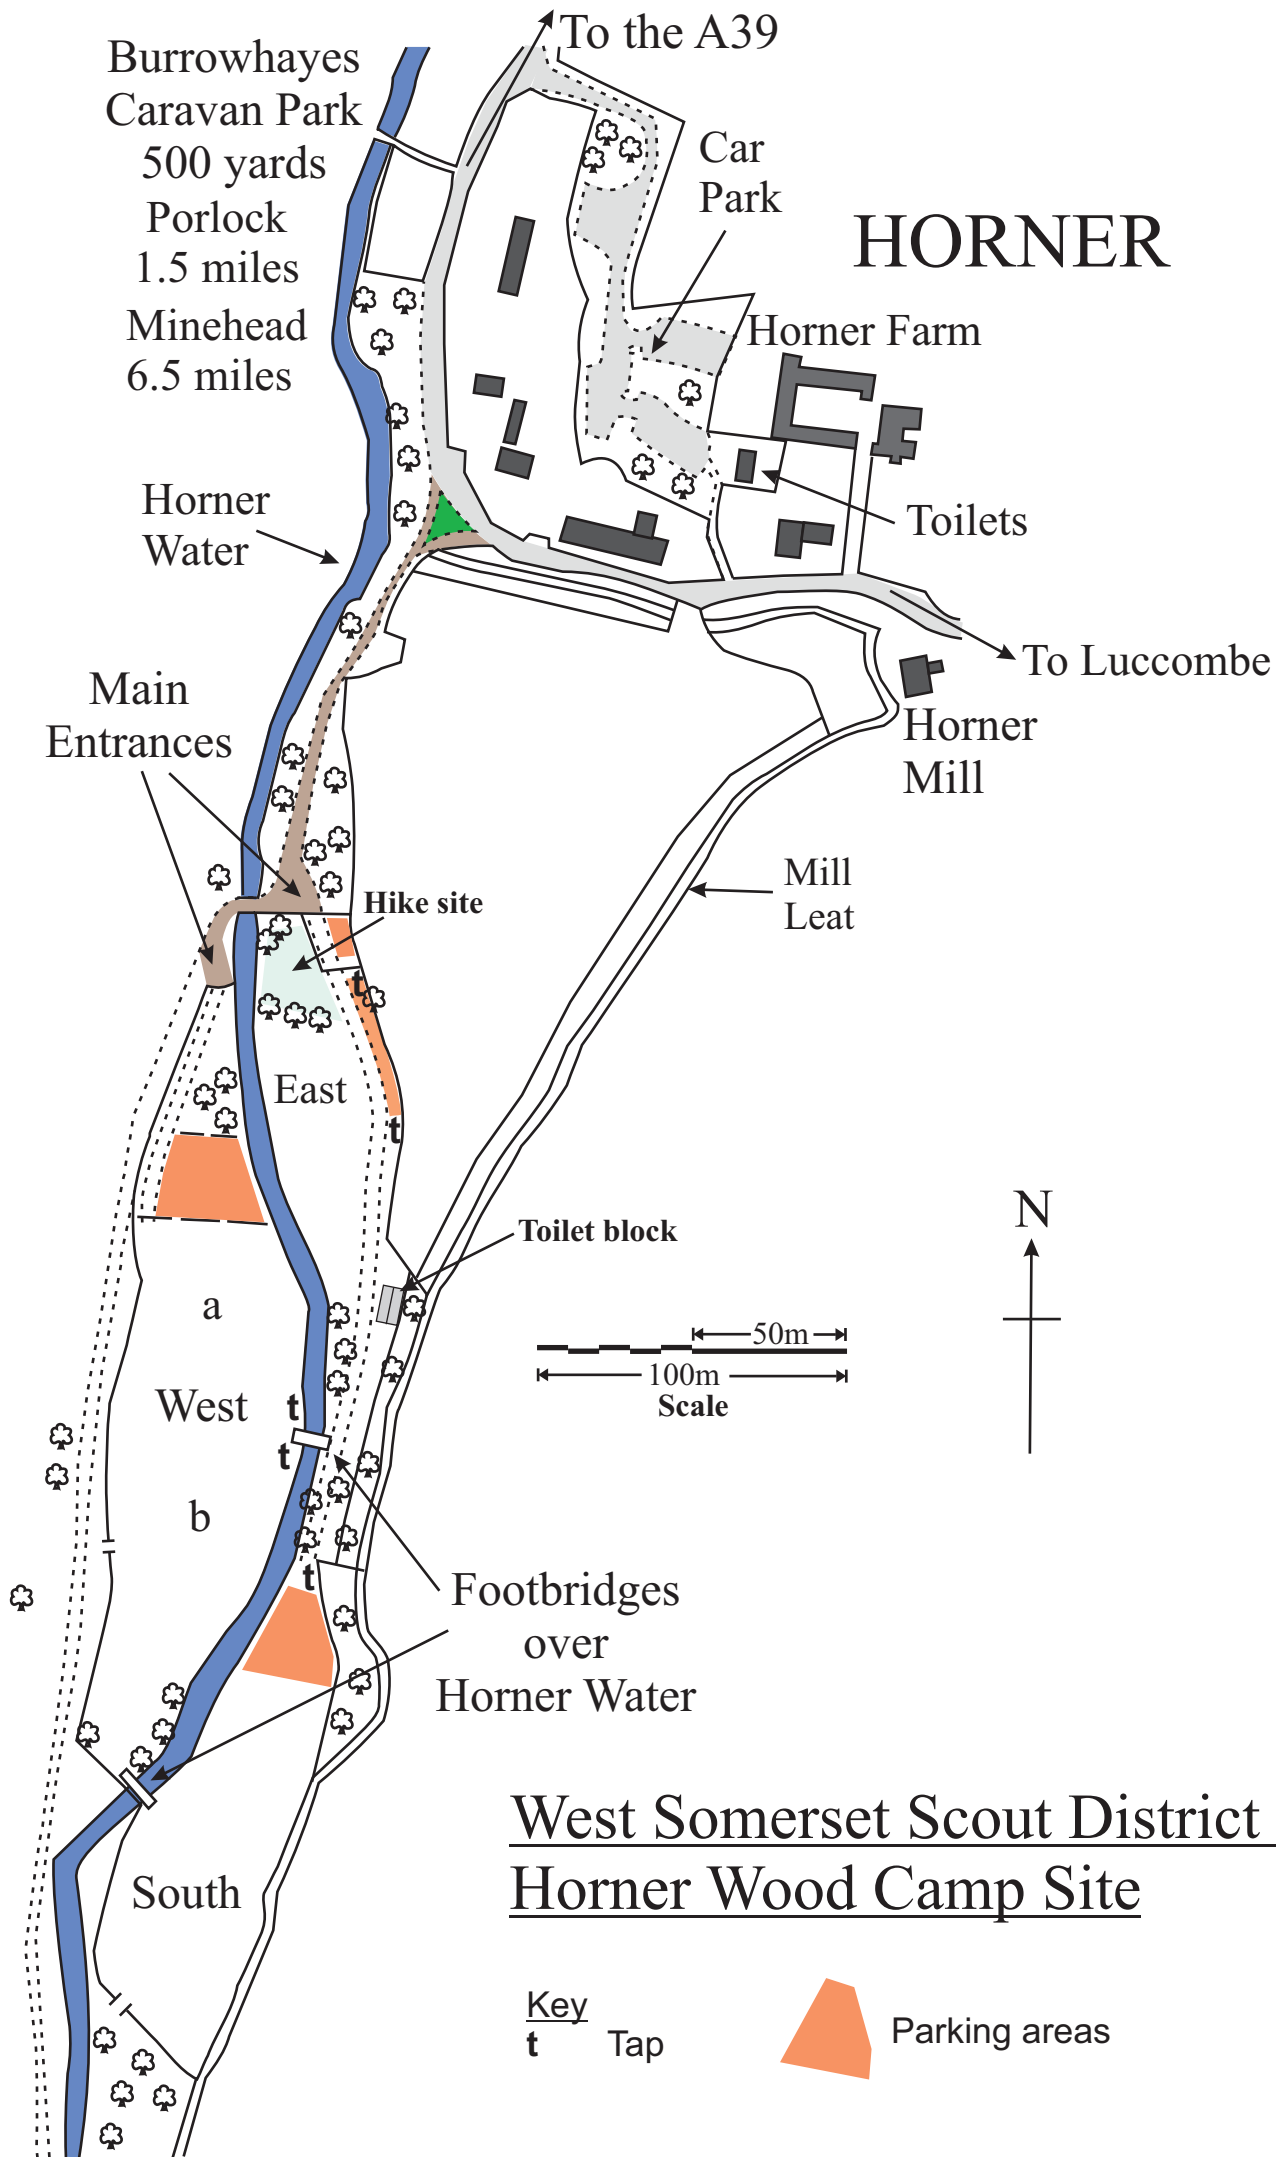 To the A39
Burrowhayes
Caravan Park
500 yards
Porlock
1.5 miles
Minehead
6.5 miles
Car
Park
HORNER
Horner Farm
Horner
Water
Toilets
To Luccombe
Main
Entrances
Horner
Mill
Mill
Leat
Hike site
t
East
t
N
Toilet block
a
50m
100m
Scale
West
t
t
b
t
Footbridges
over
Horner Water
West Somerset Scout District
Horner Wood Camp Site
South
Key
t Tap
Parking areas